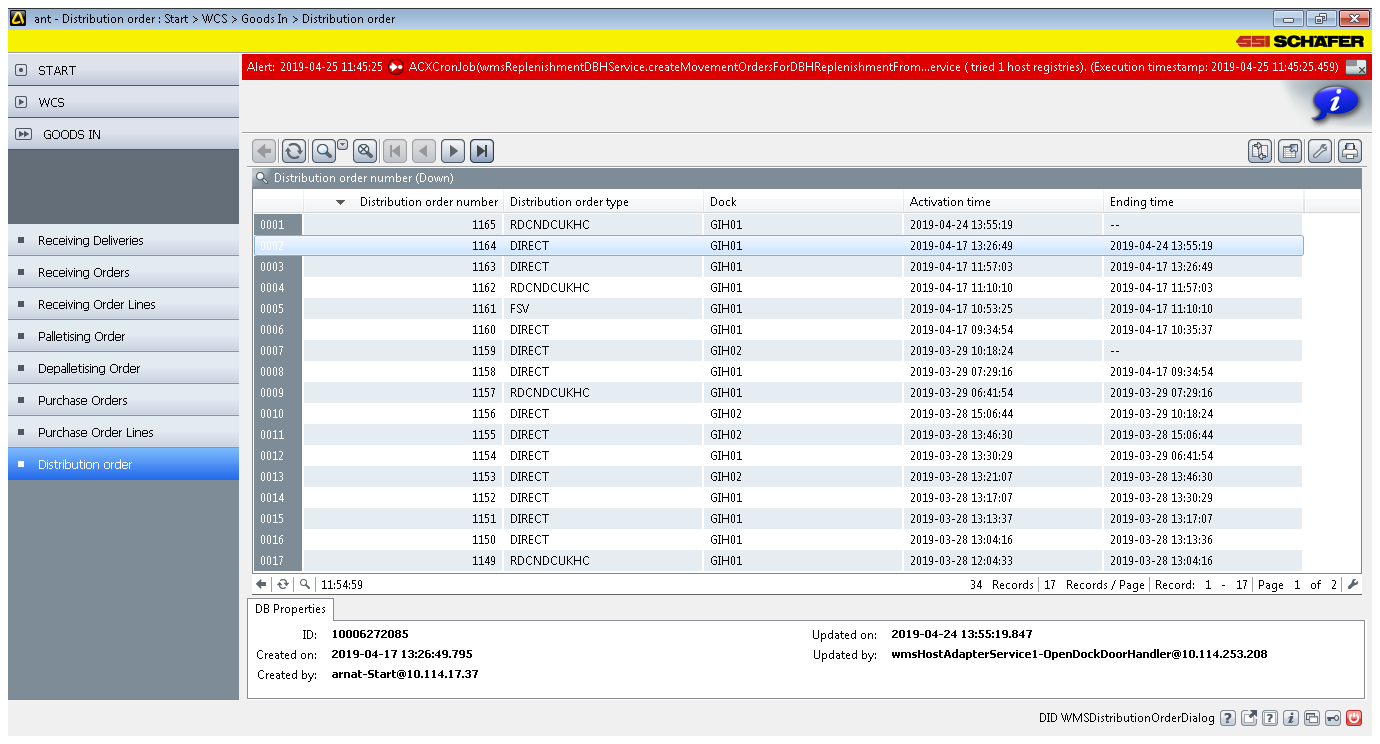 ant - Distribution order : Start > WCS > Goods In > Distribution order
SSI SCHÄFER
START
WCS
GOODS IN
Receiving Deliveries
Receiving Orders
Receiving Order Lines
Palletising Order
Depalletising Order
Purchase Orders
Purchase Order Lines
Distribution order
Alert: 2019-04-25 11:45:25 ACXCronJob(wmsReplenishmentDBHService.createMovementOrdersForDBHReplenishmentFrom...ervice ( tried 1 host registries). (Execution timestamp: 2019-04-25 11:45:25.459)
Distribution order number (Down)
Distribution order number Distribution order type Dock Activation time Ending time
0001 1165 RDCNDCUKHC GIH01 2019-04-24 13:55:19 --
0002 1164 DIRECT GIH01 2019-04-17 13:26:49 2019-04-24 13:55:19
0003 1163 DIRECT GIH01 2019-04-17 11:57:03 2019-04-17 13:26:49
0004 1162 RDCNDCUKHC GIH01 2019-04-17 11:10:10 2019-04-17 11:57:03
0005 1161 FSV GIH01 2019-04-17 10:53:25 2019-04-17 11:10:10
0006 1160 DIRECT GIH01 2019-04-17 09:34:54 2019-04-17 10:35:37
0007 1159 DIRECT GIH02 2019-03-29 10:18:24 --
0008 1158 DIRECT GIH01 2019-03-29 07:29:16 2019-04-17 09:34:54
0009 1157 RDCNDCUKHC GIH01 2019-03-29 06:41:54 2019-03-29 07:29:16
0010 1156 DIRECT GIH02 2019-03-28 15:06:44 2019-03-29 10:18:24
0011 1155 DIRECT GIH02 2019-03-28 13:46:30 2019-03-28 15:06:44
0012 1154 DIRECT GIH01 2019-03-28 13:30:29 2019-03-29 06:41:54
0013 1153 DIRECT GIH02 2019-03-28 13:21:07 2019-03-28 13:46:30
0014 1152 DIRECT GIH01 2019-03-28 13:17:07 2019-03-28 13:30:29
0015 1151 DIRECT GIH01 2019-03-28 13:13:37 2019-03-28 13:17:07
0016 1150 DIRECT GIH01 2019-03-28 13:04:16 2019-03-28 13:13:36
0017 1149 RDCNDCUKHC GIH01 2019-03-28 12:04:33 2019-03-28 13:04:16
11:54:59 34 Records 17 Records / Page Record: 1 - 17 Page 1 of 2
DB Properties
ID: 10006272085 Updated on: 2019-04-24 13:55:19.847
Created on: 2019-04-17 13:26:49.795 Updated by: wmsHostAdapterService1-OpenDockDoorHandler@10.114.253.208
Created by: arnat-Start@10.114.17.37
DID WMSDistributionOrderDialog